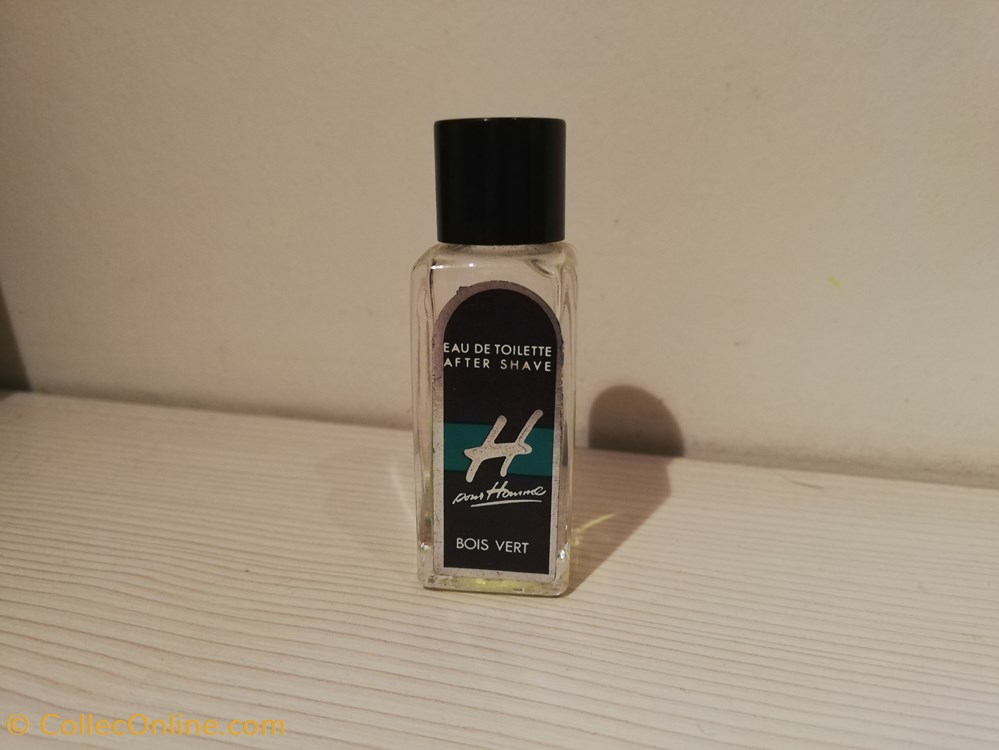 EAU DE TOILETTE
AFTER SHAVE
H
pour Homme
BOIS VERT
© CollecOnline.com